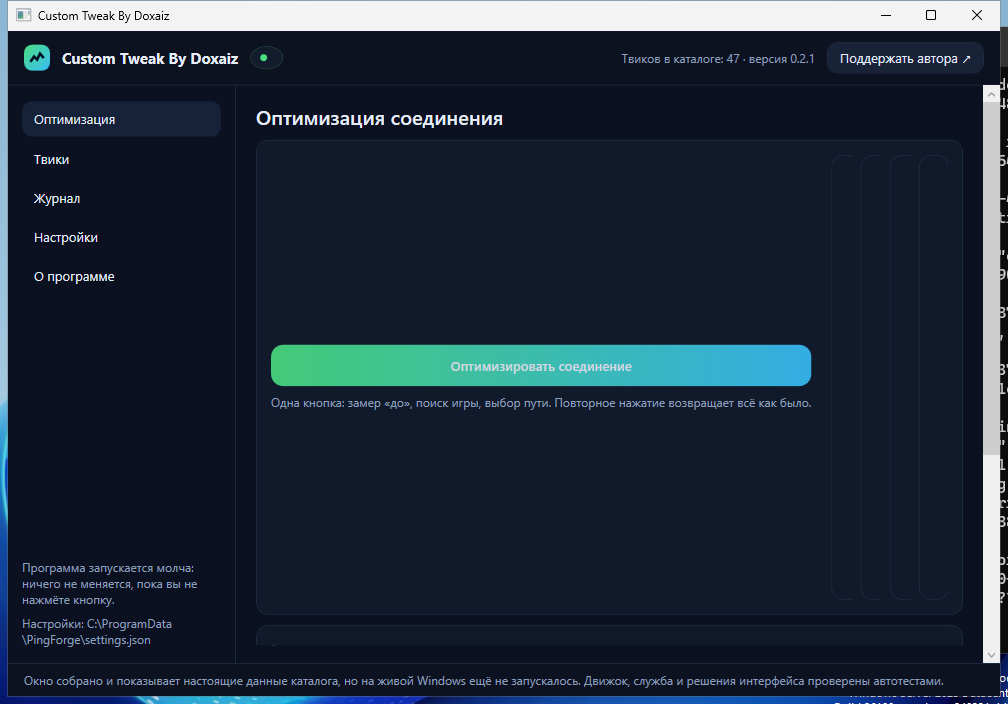 Custom Tweak By Doxaiz
Custom Tweak By Doxaiz
Твиков в каталоге: 47 · версия 0.2.1
Поддержать автора ↗
Оптимизация
Твики
Журнал
Настройки
О программе
Оптимизация соединения
Оптимизировать соединение
Одна кнопка: замер «до», поиск игры, выбор пути. Повторное нажатие возвращает всё как было.
Программа запускается молча:
ничего не меняется, пока вы не
нажмёте кнопку.
Настройки: C:\ProgramData
\PingForge\settings.json
Окно собрано и показывает настоящие данные каталога, но на живой Windows ещё не запускалось. Движок, служба и решения интерфейса проверены автотестами.